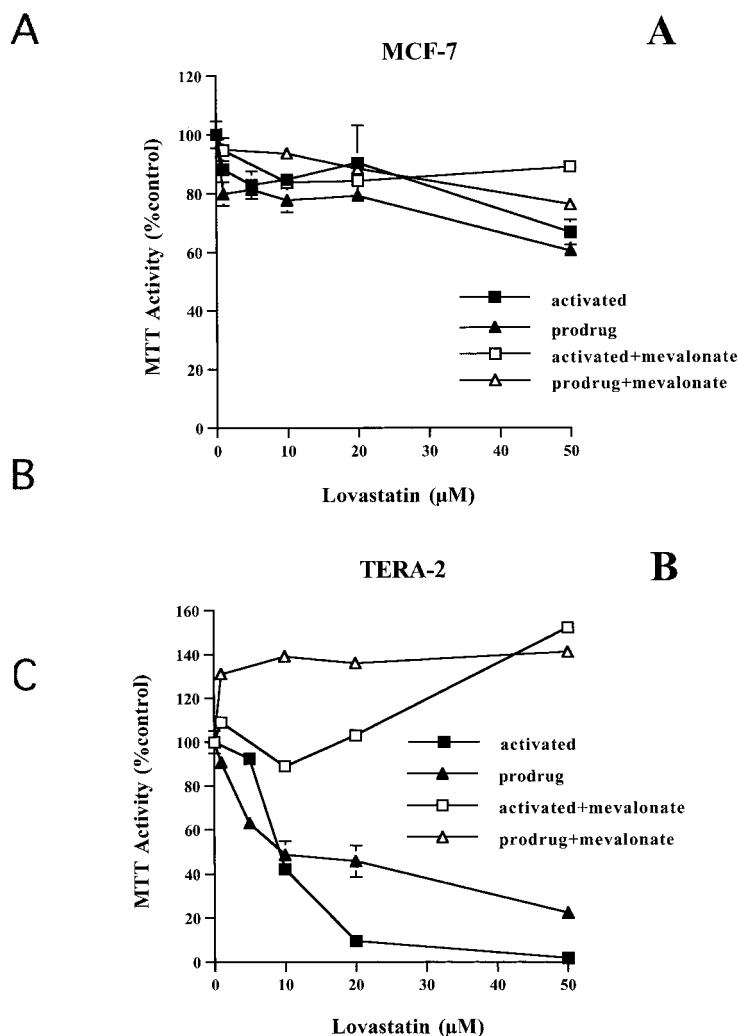 A
A
MCF-7
120
100
80
60
40
20
0
MTT Activity (%control)
activated
prodrug
activated+mevalonate
prodrug+mevalonate
0 10 20 30 40 50
Lovastatin (µM)
B
B
TERA-2
160
140
120
100
80
60
40
20
0
MTT Activity (%control)
C
activated
prodrug
activated+mevalonate
prodrug+mevalonate
0 10 20 30 40 50
Lovastatin (µM)